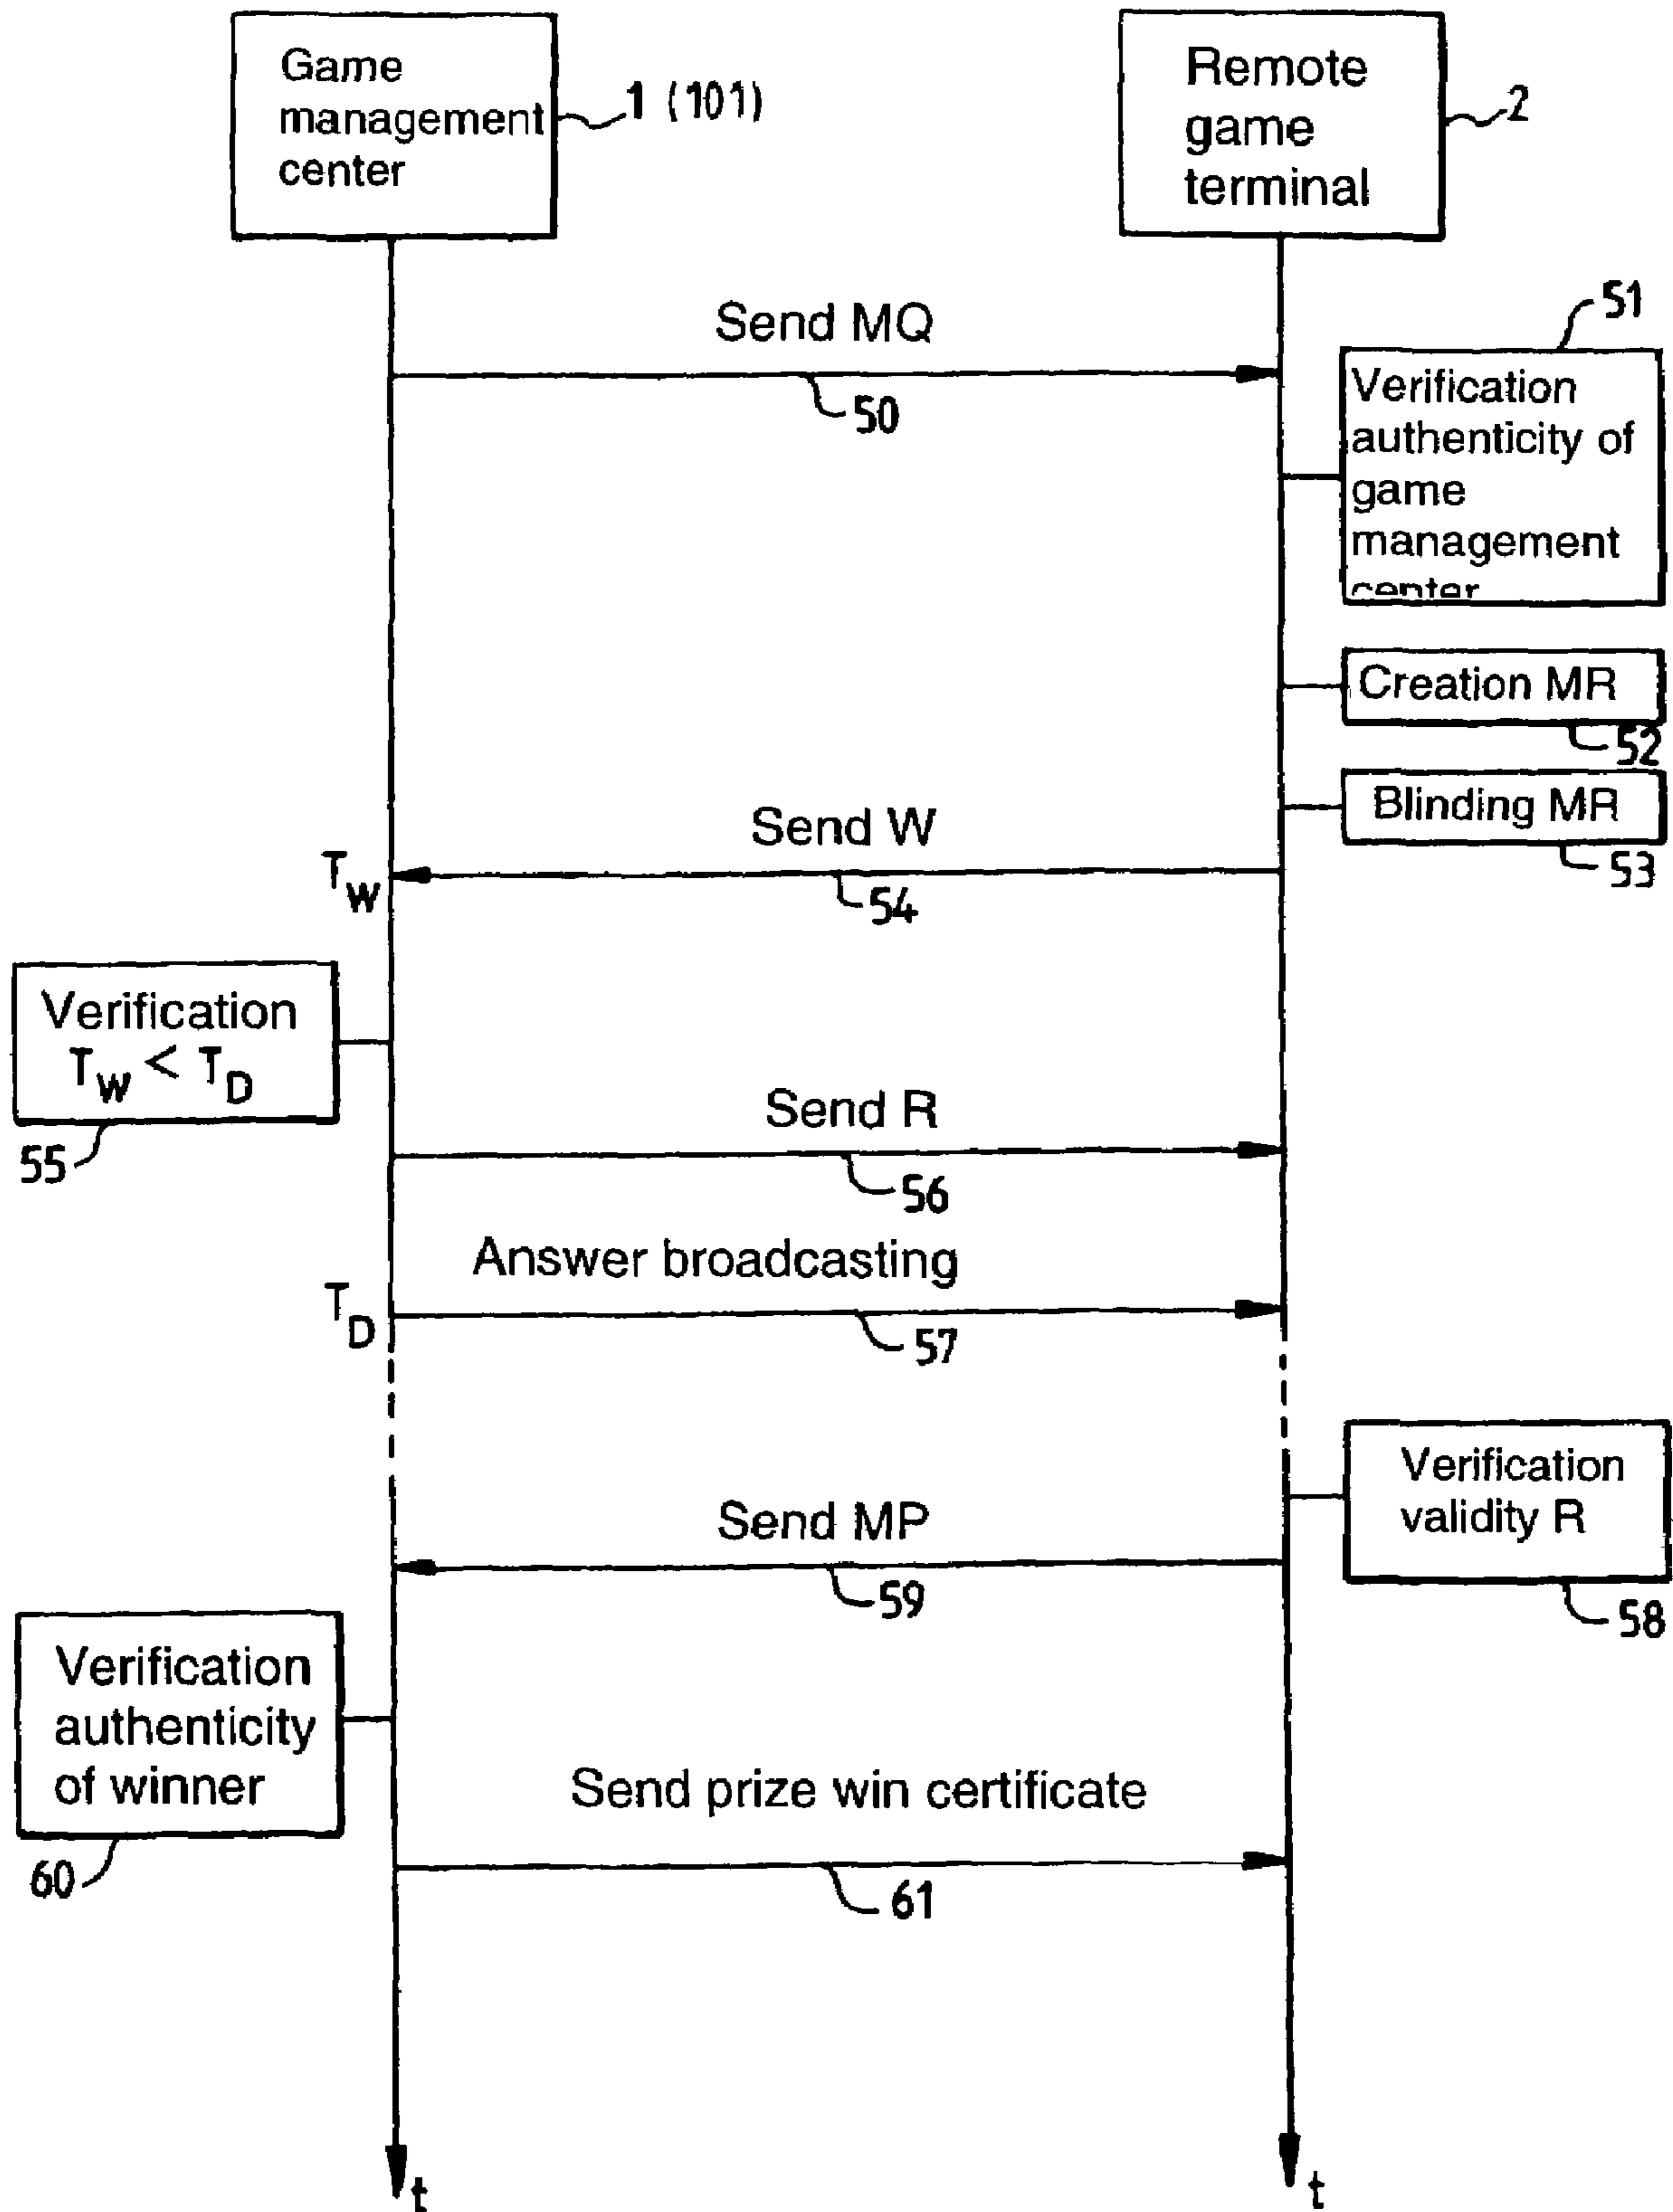 Game
management
center
1 (101)
Remote
game
terminal
2
Send MQ
50
51
Verification
authenticity of
game
management
center
Creation MR
52
Blinding MR
53
Send W
T_W
54
Verification
T_W < T_D
55
Send R
56
Answer broadcasting
T_D
57
Verification
validity R
58
Send MP
59
Verification
authenticity
of winner
60
Send prize win certificate
61
t
t